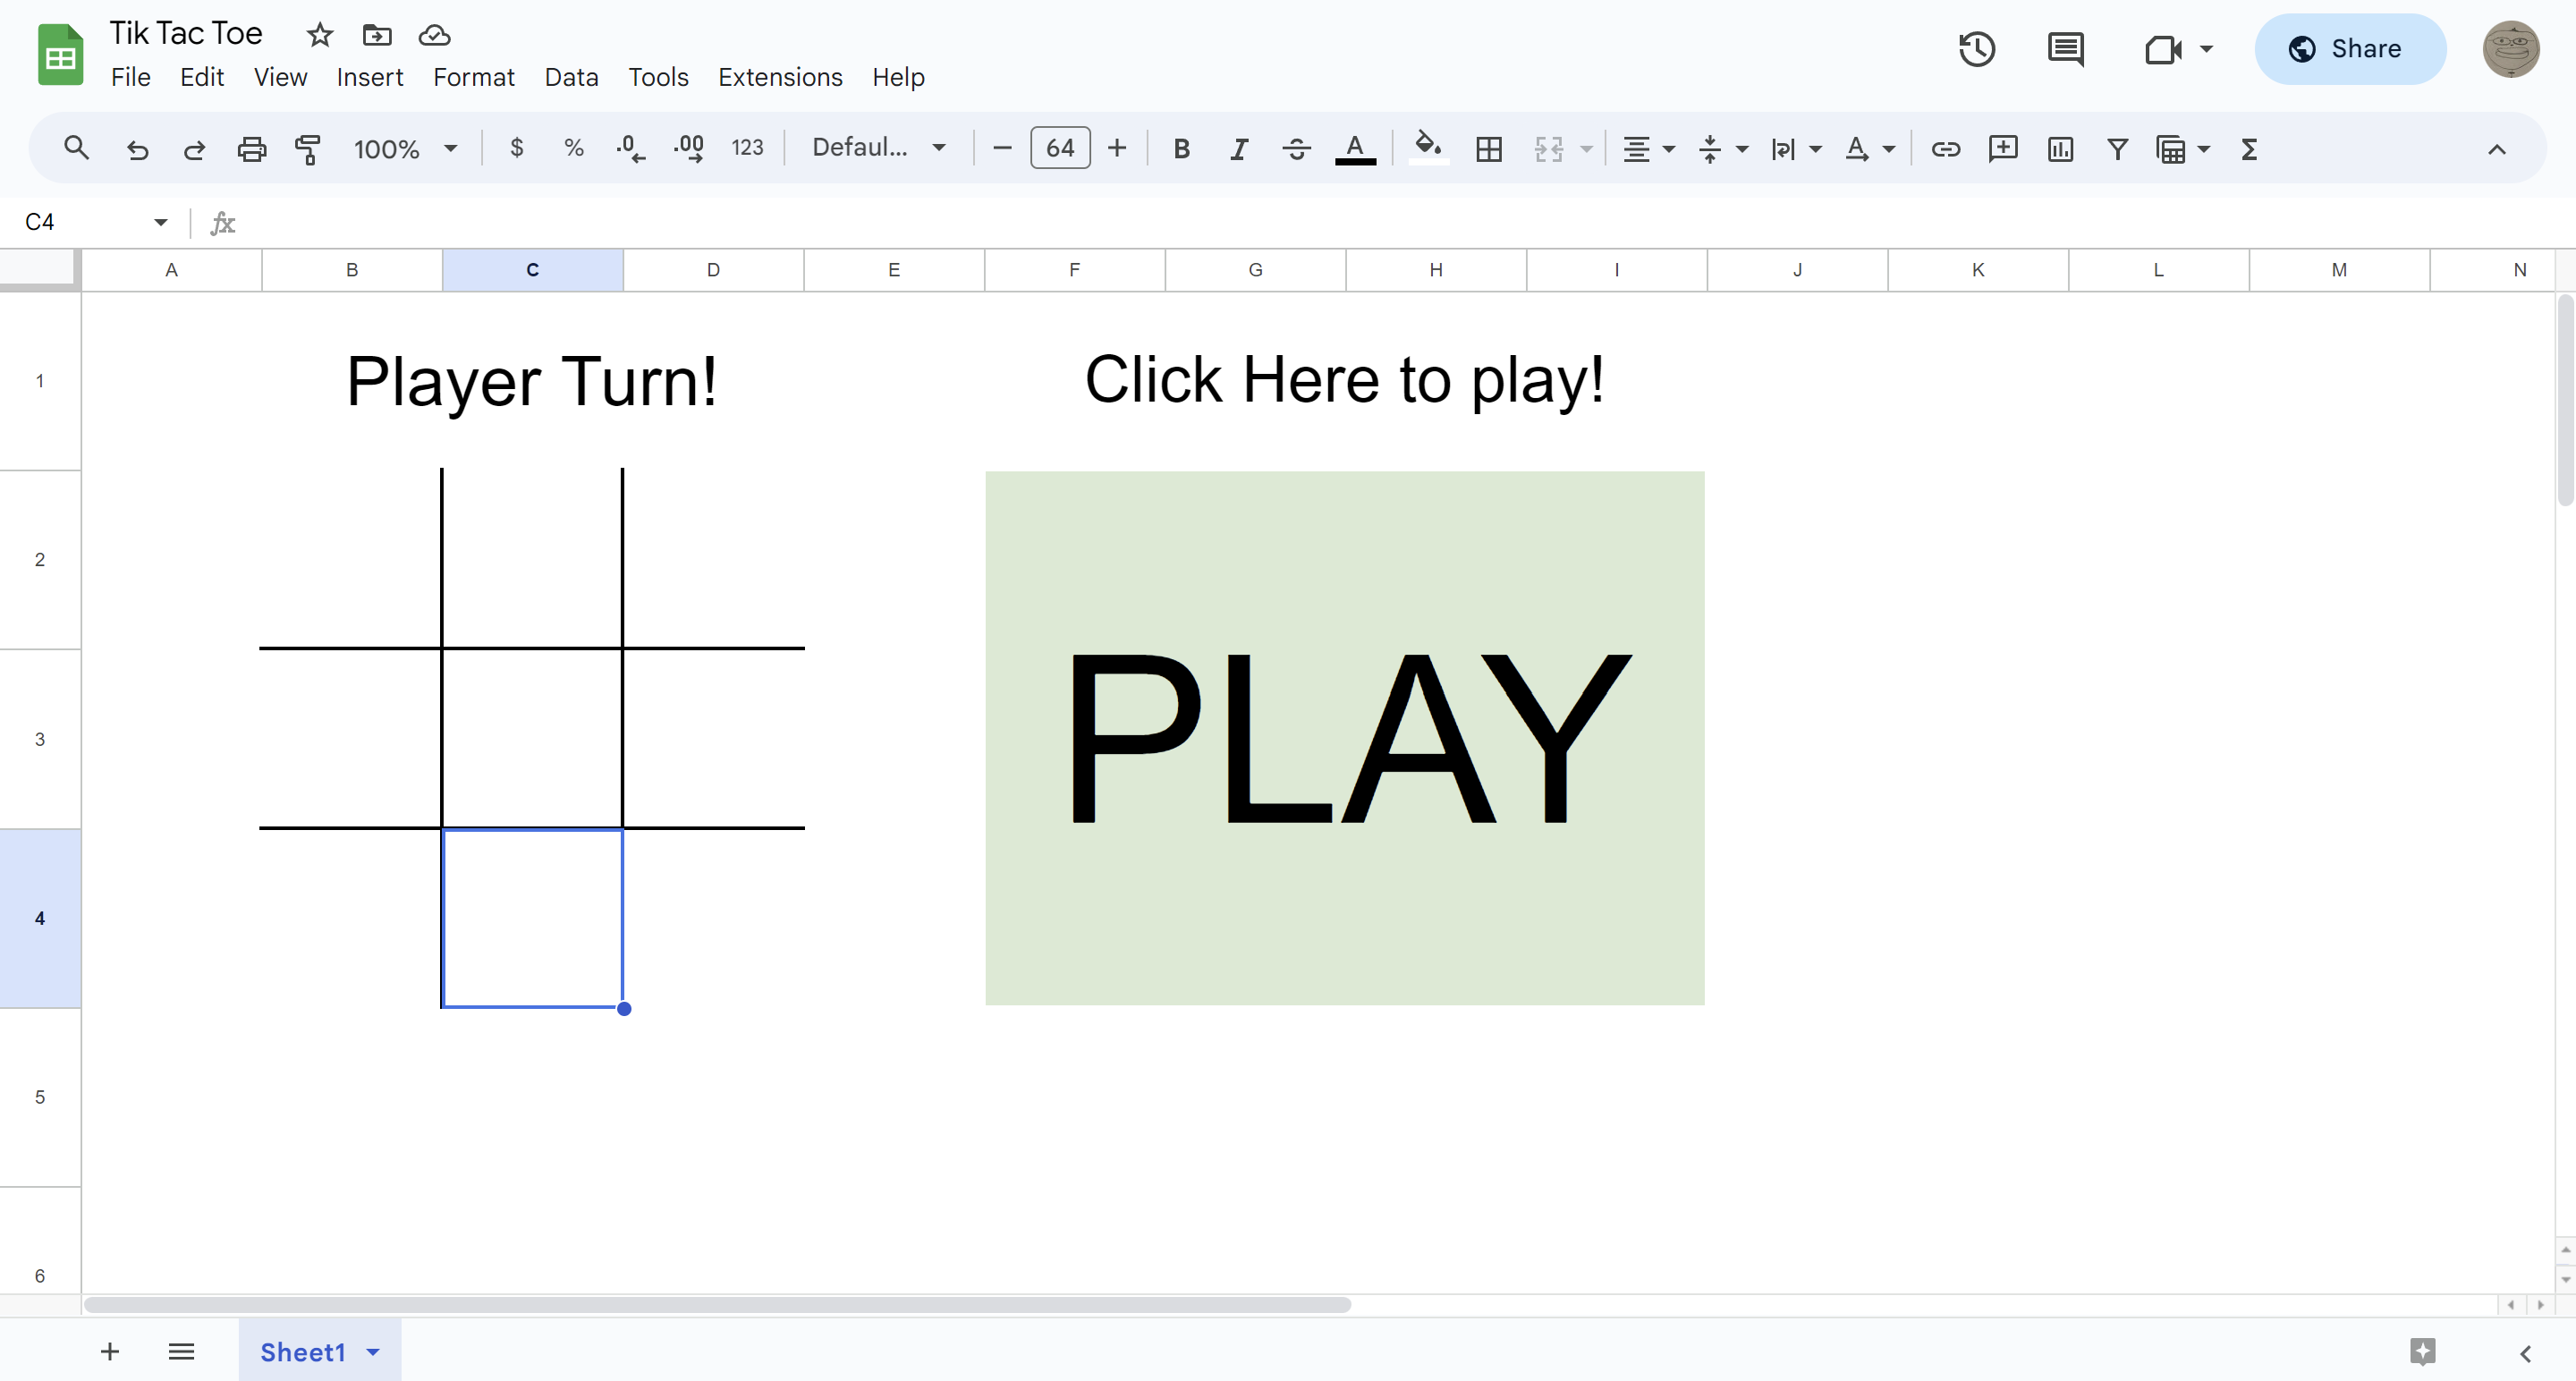 Tik Tac Toe
File Edit View Insert Format Data Tools Extensions Help
Share
100% $ % .0 .00 123 Defaul... 64 B I A A
C4 fx
A B C D E F G H I J K L M N
1 Player Turn! Click Here to play!
2
3 PLAY
4
5
6
Sheet1